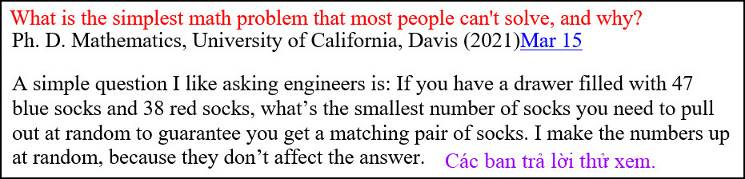 What is the simplest math problem that most people can't solve, and why?
Ph. D. Mathematics, University of California, Davis (2021)Mar 15
A simple question I like asking engineers is: If you have a drawer filled with 47
blue socks and 38 red socks, what’s the smallest number of socks you need to pull
out at random to guarantee you get a matching pair of socks. I make the numbers up
at random, because they don’t affect the answer. Các bạn trả lời thử xem.